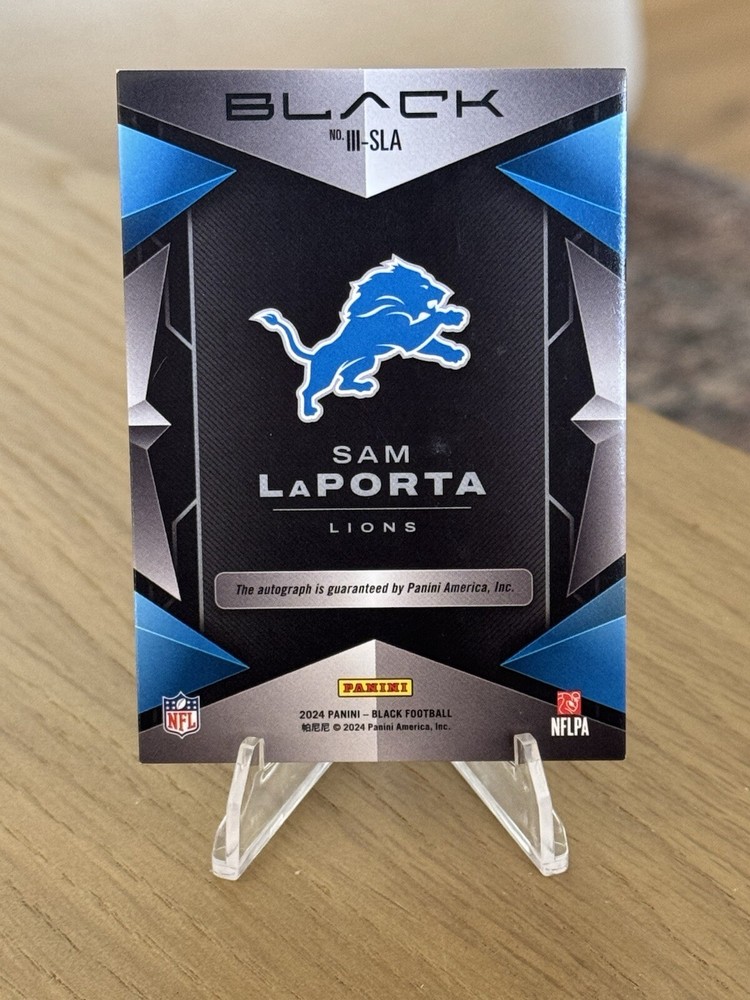 BLACK
NO. III-SLA
SAM
LaPORTA
LIONS
The autograph is guaranteed by Panini America, Inc.
PANINI
2024 PANINI – BLACK FOOTBALL
帕尼尼 © 2024 Panini America, Inc.
NFL
NFLPA